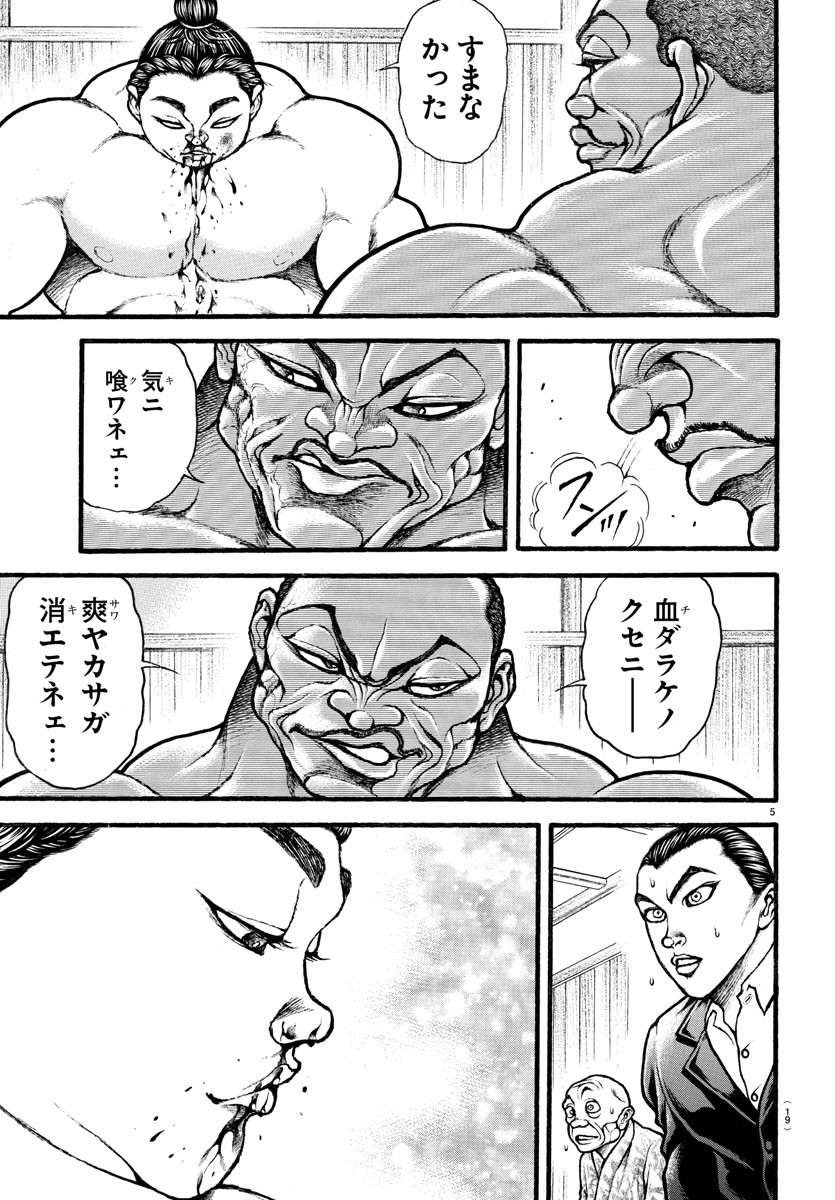 すまな
かった
フンッ
気ニ
喰ワネェ…
血ダラケノ
クセニ――
爽ヤカサガ
消エテネェ…
5
(19)